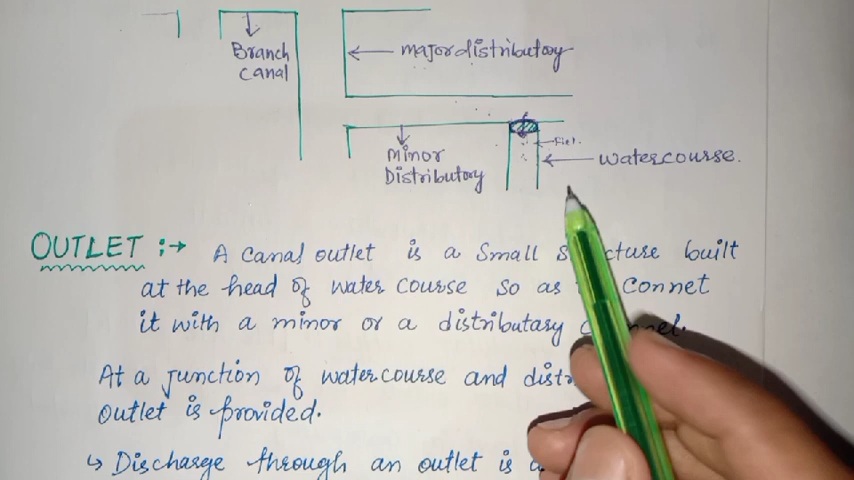 Branch
canal
major distributory
Minor
Distributory
watercourse.
OUTLET :→ A canal outlet is a small structure built
at the head of water course so as connet
it with a minor or a distributary
At a junction of watercourse and
outlet is provided.
↳ Discharge through an outlet is